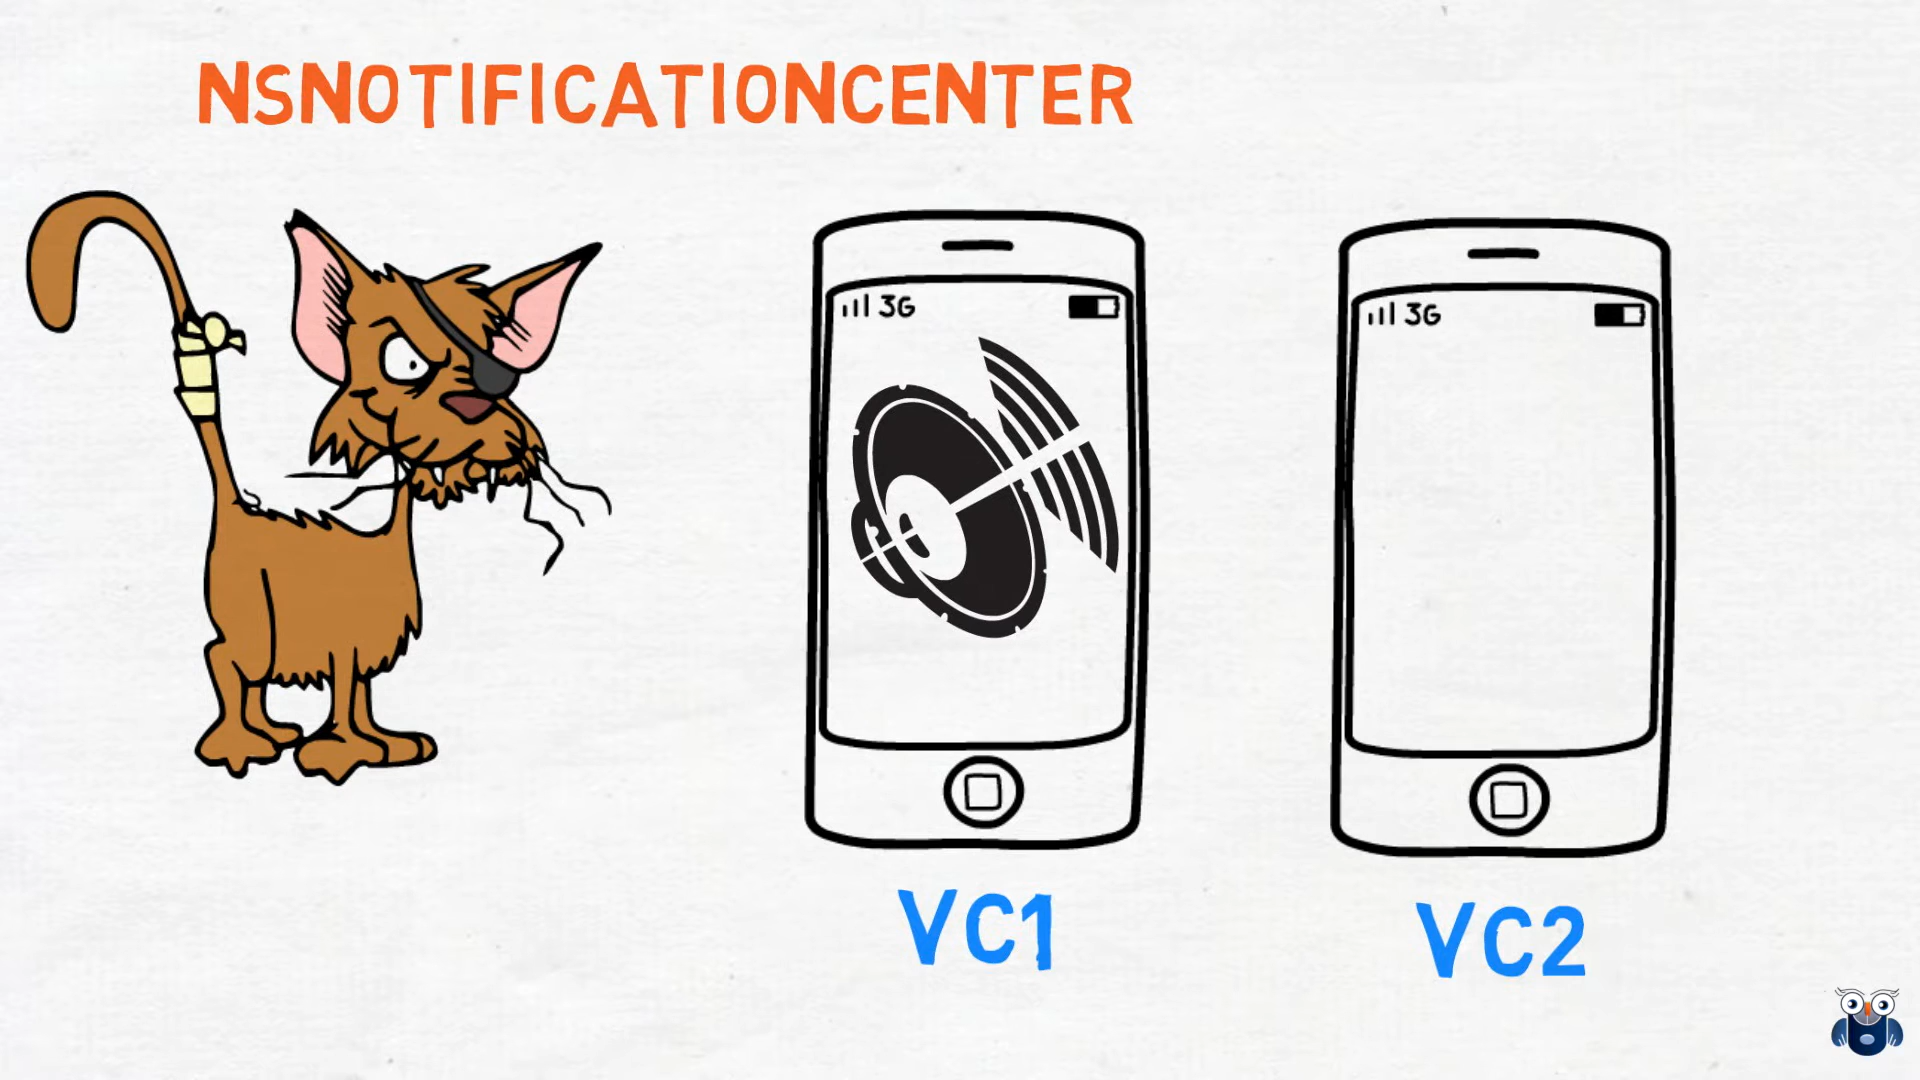 NSNOTIFICATIONCENTER
3G
3G
VC1
VC2